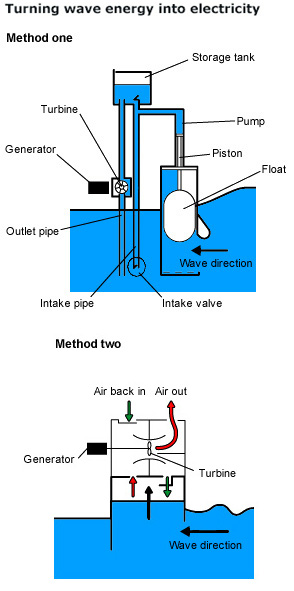 Turning wave energy into electricity
Method one
Storage tank
Turbine
Pump
Generator
Piston
Float
Outlet pipe
Wave direction
Intake pipe
Intake valve
Method two
Air back in
Air out
Generator
Turbine
Wave direction